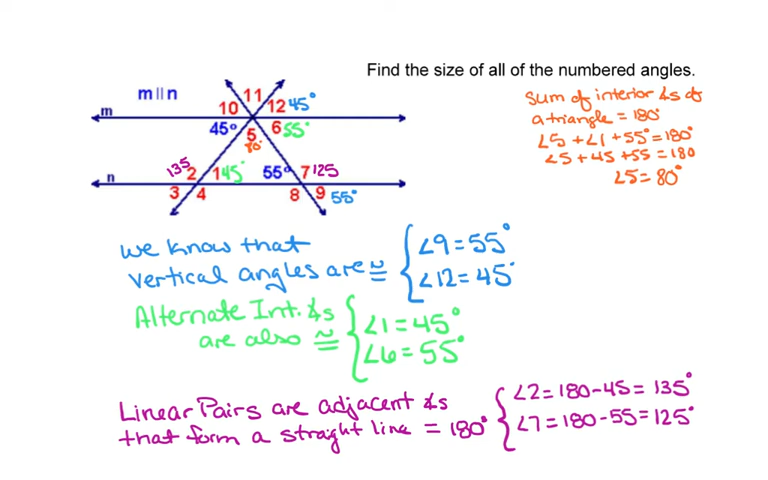 Find the size of all of the numbered angles.
m||n
11
10
12 45°
m
45°
5
6 55°
80°
135
2
1 45°
55°
7 125
n
3
4
8
9 55°
Sum of interior ∡s of
a triangle = 180°
∠5 + ∠1 + 55° = 180°
∠5 + 45 + 55 = 180
∠5 = 80°
We know that
vertical angles are ≅
∠9 = 55°
∠12 = 45°
Alternate Int. ∡s
are also ≅
∠1 = 45°
∠6 = 55°
Linear Pairs are adjacent ∡s
that form a straght line = 180°
∠2 = 180 - 45 = 135°
∠7 = 180 - 55 = 125°